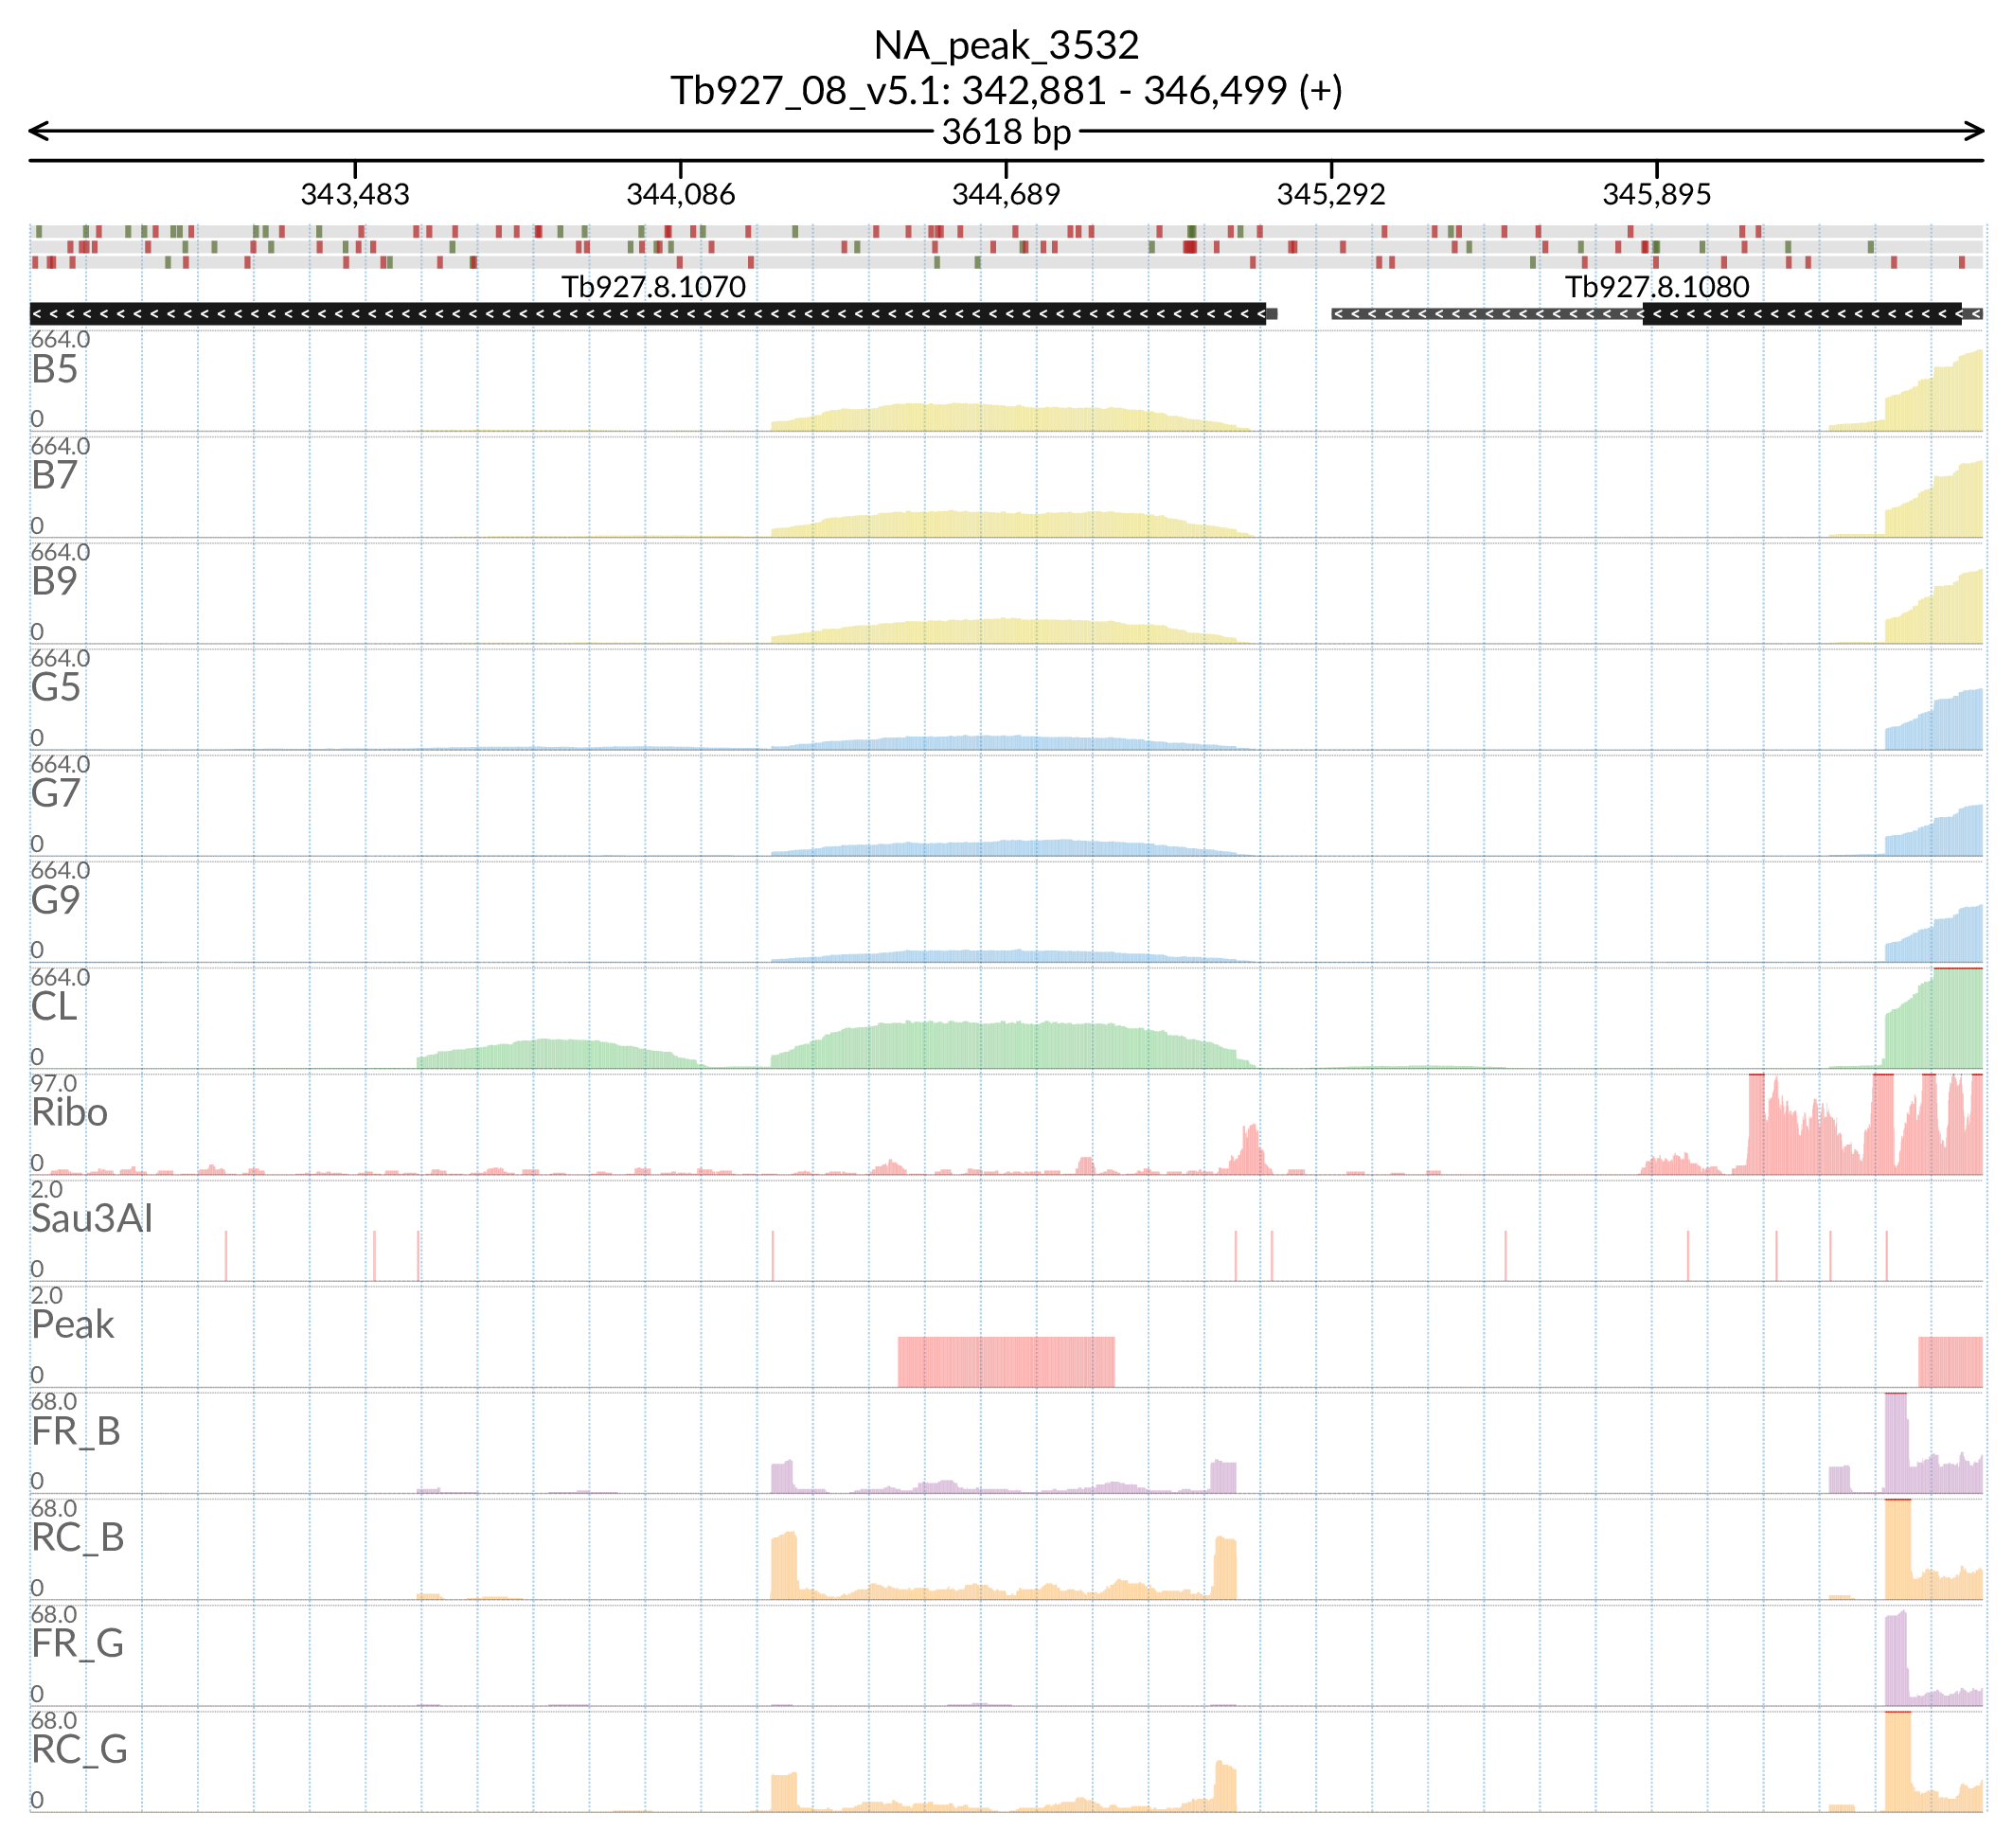 NA_peak_3532
Tb927_08_v5.1: 342,881 - 346,499 (+)
3618 bp
343,483 344,086 344,689 345,292 345,895
Tb927.8.1070 Tb927.8.1080
664.0
B5
0
664.0
B7
0
664.0
B9
0
664.0
G5
0
664.0
G7
0
664.0
G9
0
664.0
CL
0
97.0
Ribo
0
2.0
Sau3AI
0
2.0
Peak
0
68.0
FR_B
0
68.0
RC_B
0
68.0
FR_G
0
68.0
RC_G
0